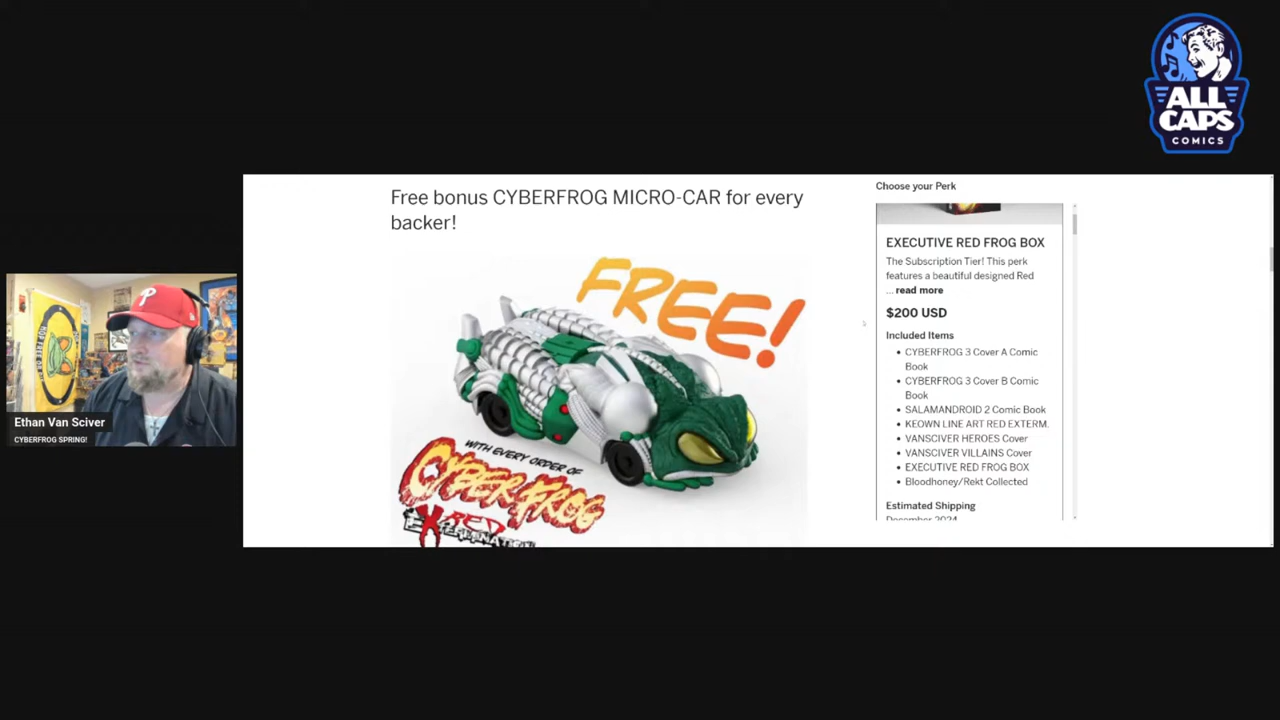 ALL
CAPS
COMICS
Free bonus CYBERFROG MICRO-CAR for every
backer!
FREE!
WITH EVERY ORDER OF
CYBERFROG
RED
Choose your Perk
EXECUTIVE RED FROG BOX
The Subscription Tier! This perk
features a beautiful designed Red
... read more
$200 USD
Included Items
CYBERFROG 3 Cover A Comic
Book
CYBERFROG 3 Cover B Comic
Book
SALAMANDROID 2 Comic Book
KEOWN LINE ART RED EXTERM.
VANSCIVER HEROES Cover
VANSCIVER VILLAINS Cover
EXECUTIVE RED FROG BOX
Bloodhoney/Rekt Collected
Estimated Shipping
December 2024
P
Ethan Van Sciver
CYBERFROG SPRING!